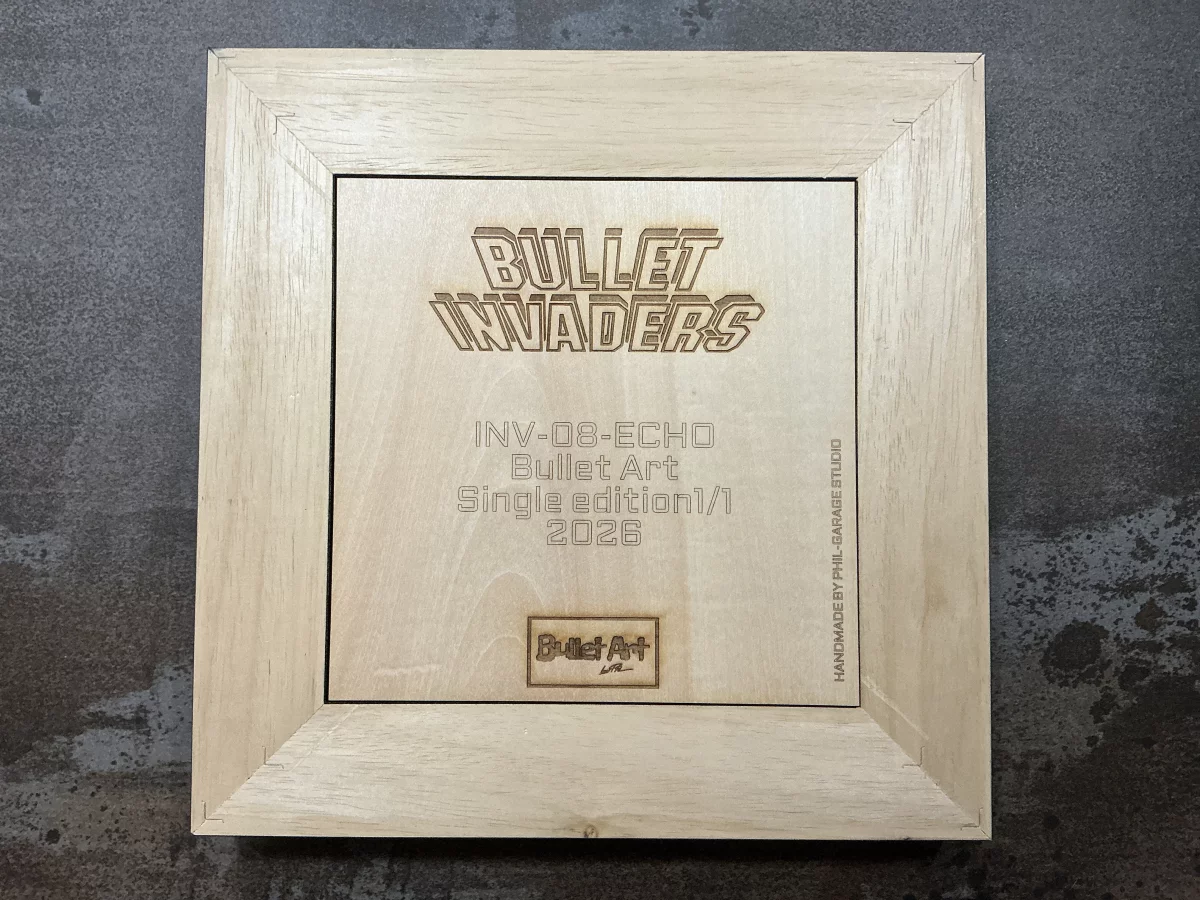 BULLET
INVADERS
INV-08-ECHO
Bullet Art
Single edition1/1
2026
HANDMADE BY PHIL-GARAGE STUDIO
Bullet Art